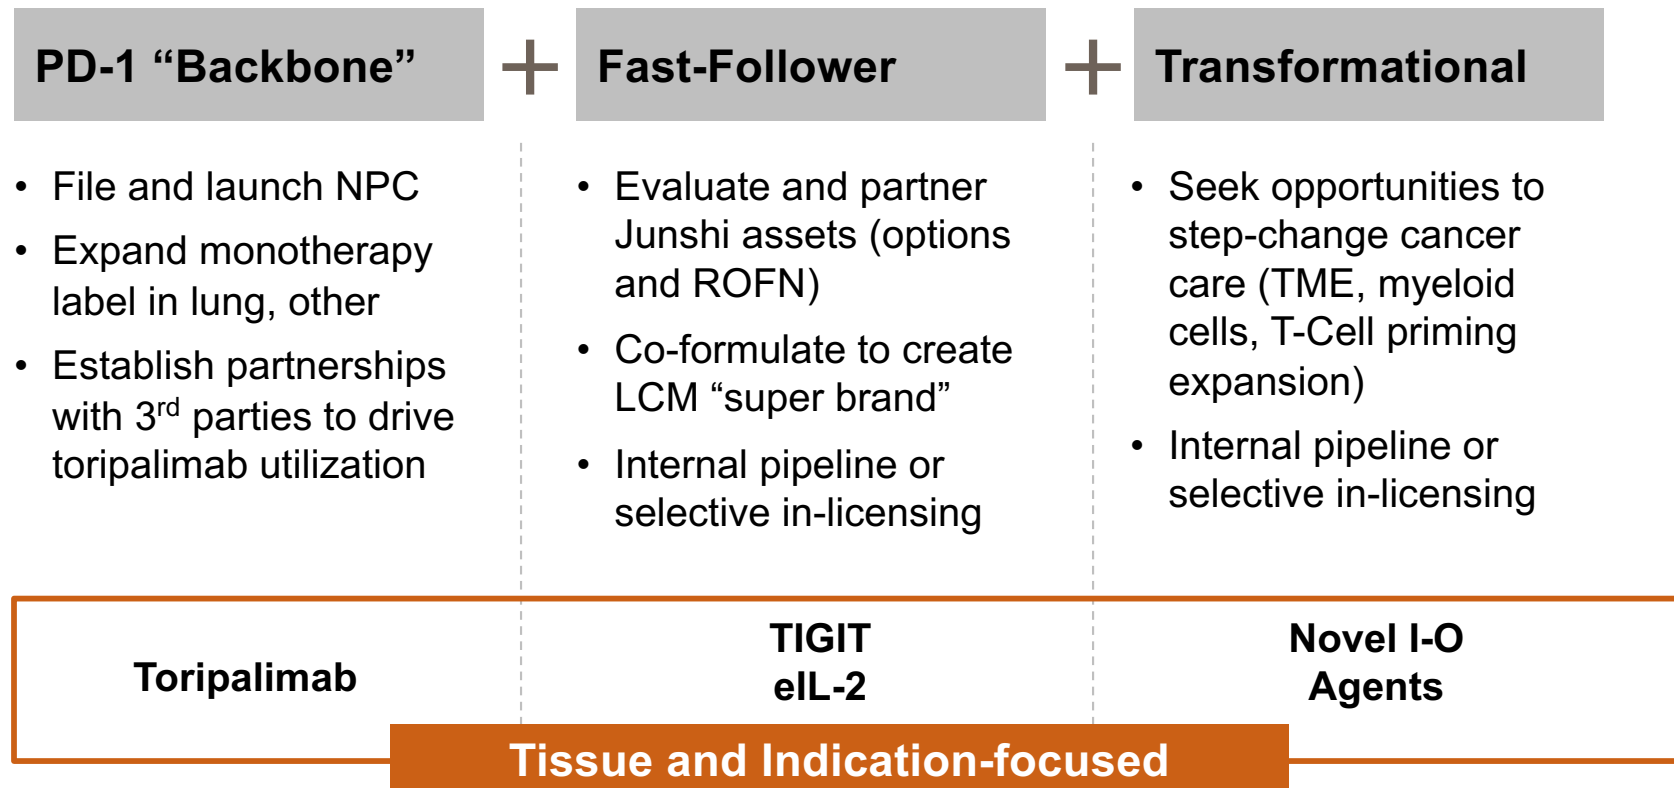 PD-1 “Backbone”
+
Fast-Follower
+
Transformational
• File and launch NPC
• Expand monotherapy
label in lung, other
• Establish partnerships
with 3rd parties to drive
toripalimab utilization
• Evaluate and partner
Junshi assets (options
and ROFN)
• Co-formulate to create
LCM “super brand”
• Internal pipeline or
selective in-licensing
• Seek opportunities to
step-change cancer
care (TME, myeloid
cells, T-Cell priming
expansion)
• Internal pipeline or
selective in-licensing
Toripalimab
TIGIT
eIL-2
Novel I-O
Agents
Tissue and Indication-focused